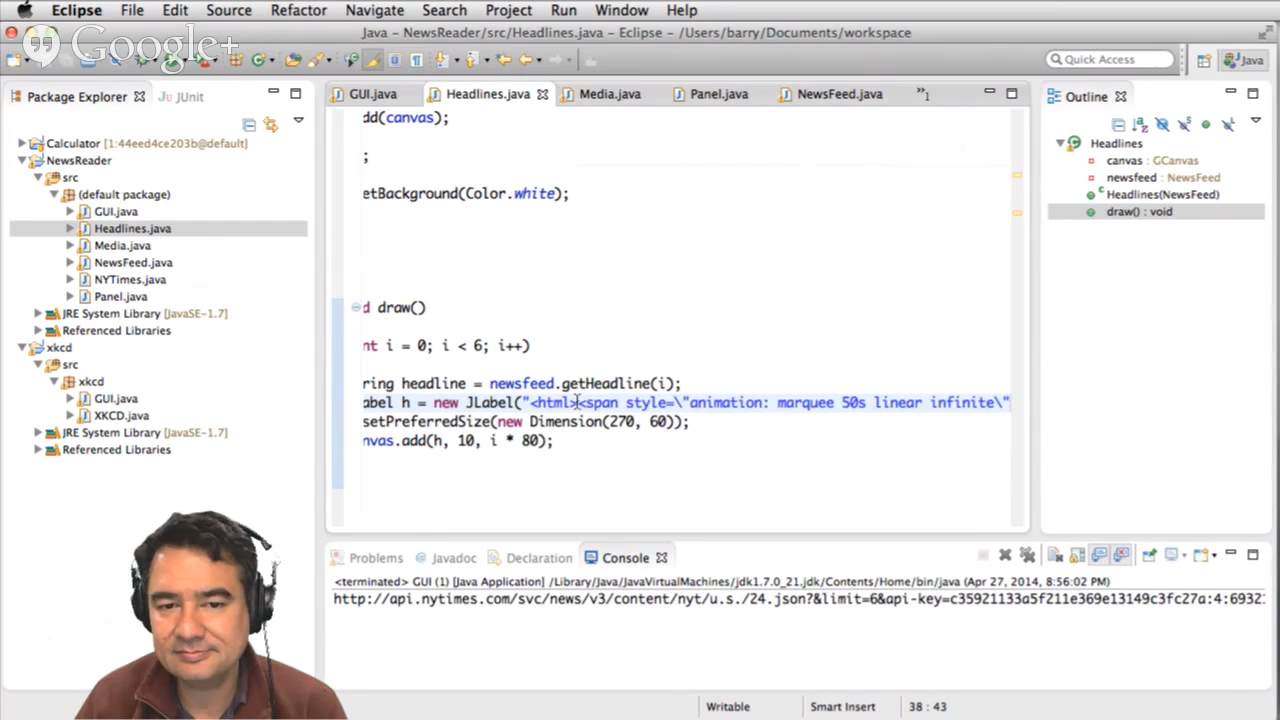 Eclipse File Edit Source Refactor Navigate Search Project Run Window Help
Java – NewsReader/src/Headlines.java – Eclipse – /Users/barry/Documents/workspace
Google+
Quick Access
Java
Package Explorer
JUnit
GUI.java
Headlines.java
Media.java
Panel.java
NewsFeed.java
»1
Outline
Calculator [1:44eed4ce203b@default]
NewsReader
src
(default package)
GUI.java
Headlines.java
Media.java
NewsFeed.java
NYTimes.java
Panel.java
JRE System Library [JavaSE-1.7]
Referenced Libraries
xkcd
src
xkcd
GUI.java
XKCD.java
JRE System Library [JavaSE-1.7]
Referenced Libraries
dd(canvas);
;
etBackground(Color.white);
d draw()
nt i = 0; i < 6; i++)
ring headline = newsfeed.getHeadline(i);
abel h = new JLabel("<html><span style=\"animation: marquee 50s linear infinite\"
setPreferredSize(new Dimension(270, 60));
nvas.add(h, 10, i * 80);
Headlines
canvas : GCanvas
newsfeed : NewsFeed
Headlines(NewsFeed)
draw() : void
Problems
Javadoc
Declaration
Console
<terminated> GUI (1) [Java Application] /Library/Java/JavaVirtualMachines/jdk1.7.0_21.jdk/Contents/Home/bin/java (Apr 27, 2014, 8:56:02 PM)
http://api.nytimes.com/svc/news/v3/content/nyt/u.s./24.json?&limit=6&api-key=c35921133a5f211e369e13149c3fc27a:4:6932
Writable
Smart Insert
38 : 43